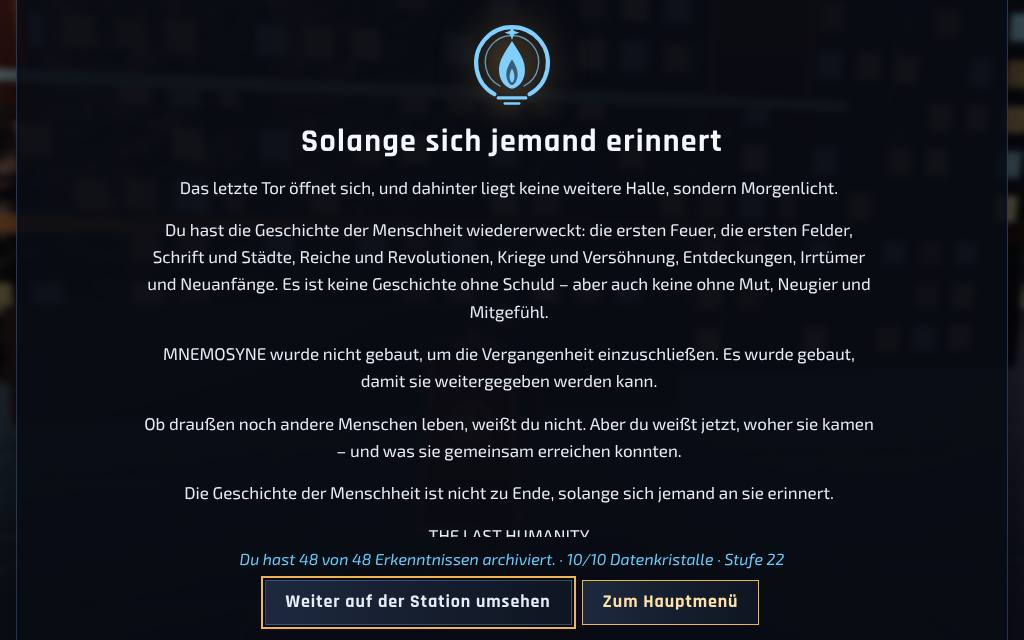 Solange sich jemand erinnert
Das letzte Tor öffnet sich, und dahinter liegt keine weitere Halle, sondern Morgenlicht.
Du hast die Geschichte der Menschheit wiedererweckt: die ersten Feuer, die ersten Felder,
Schrift und Städte, Reiche und Revolutionen, Kriege und Versöhnung, Entdeckungen, Irrtümer
und Neuanfänge. Es ist keine Geschichte ohne Schuld – aber auch keine ohne Mut, Neugier und
Mitgefühl.
MNEMOSYNE wurde nicht gebaut, um die Vergangenheit einzuschließen. Es wurde gebaut,
damit sie weitergegeben werden kann.
Ob draußen noch andere Menschen leben, weißt du nicht. Aber du weißt jetzt, woher sie kamen
– und was sie gemeinsam erreichen konnten.
Die Geschichte der Menschheit ist nicht zu Ende, solange sich jemand an sie erinnert.
THE LAST HUMANITY
Du hast 48 von 48 Erkenntnissen archiviert. · 10/10 Datenkristalle · Stufe 22
Weiter auf der Station umsehen
Zum Hauptmenü